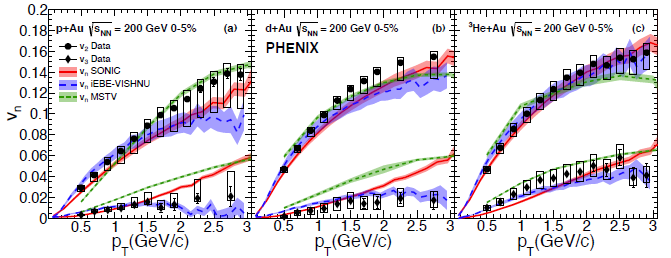 p+Au √sNN = 200 GeV 0-5% (a)
v2 Data
v3 Data
vn SONIC
vn iEBE-VISHNU
vn MSTV
d+Au √sNN = 200 GeV 0-5% (b)
PHENIX
3He+Au √sNN = 200 GeV 0-5% (c)
vn
0.2
0.18
0.16
0.14
0.12
0.1
0.08
0.06
0.04
0.02
0
0.5 1 1.5 2 2.5 3
0.5 1 1.5 2 2.5 3
0.5 1 1.5 2 2.5 3
pT(GeV/c)
pT(GeV/c)
pT(GeV/c)